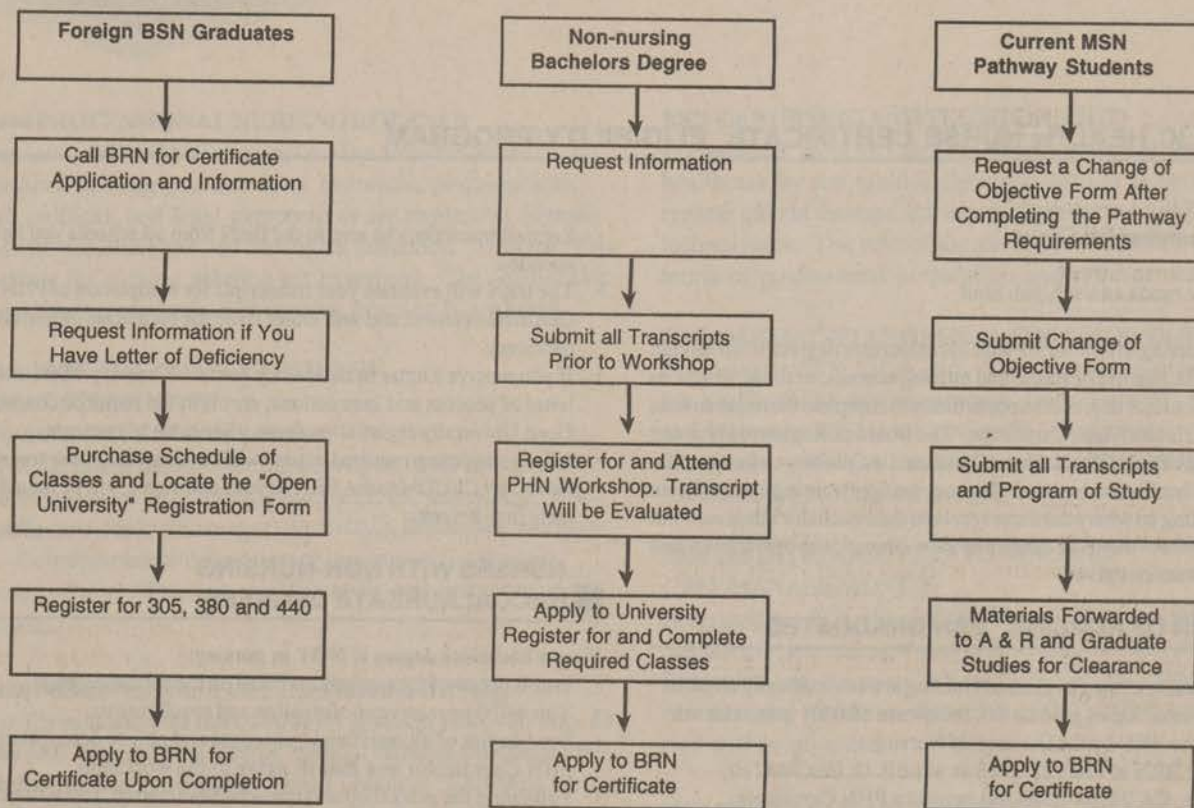 Foreign BSN Graduates
Call BRN for Certificate
Application and Information
Request Information if You
Have Letter of Deficiency
Purchase Schedule of
Classes and Locate the "Open
University" Registration Form
Register for 305, 380 and 440
Apply to BRN for
Certificate Upon Completion
Non-nursing
Bachelors Degree
Request Information
Submit all Transcripts
Prior to Workshop
Register for and Attend
PHN Workshop. Transcript
Will be Evaluated
Apply to University
Register for and Complete
Required Classes
Apply to BRN
for Certificate
Current MSN
Pathway Students
Request a Change of
Objective Form After
Completing the Pathway
Requirements
Submit Change of
Objective Form
Submit all Transcripts
and Program of Study
Materials Forwarded
to A & R and Graduate
Studies for Clearance
Apply to BRN
for Certificate